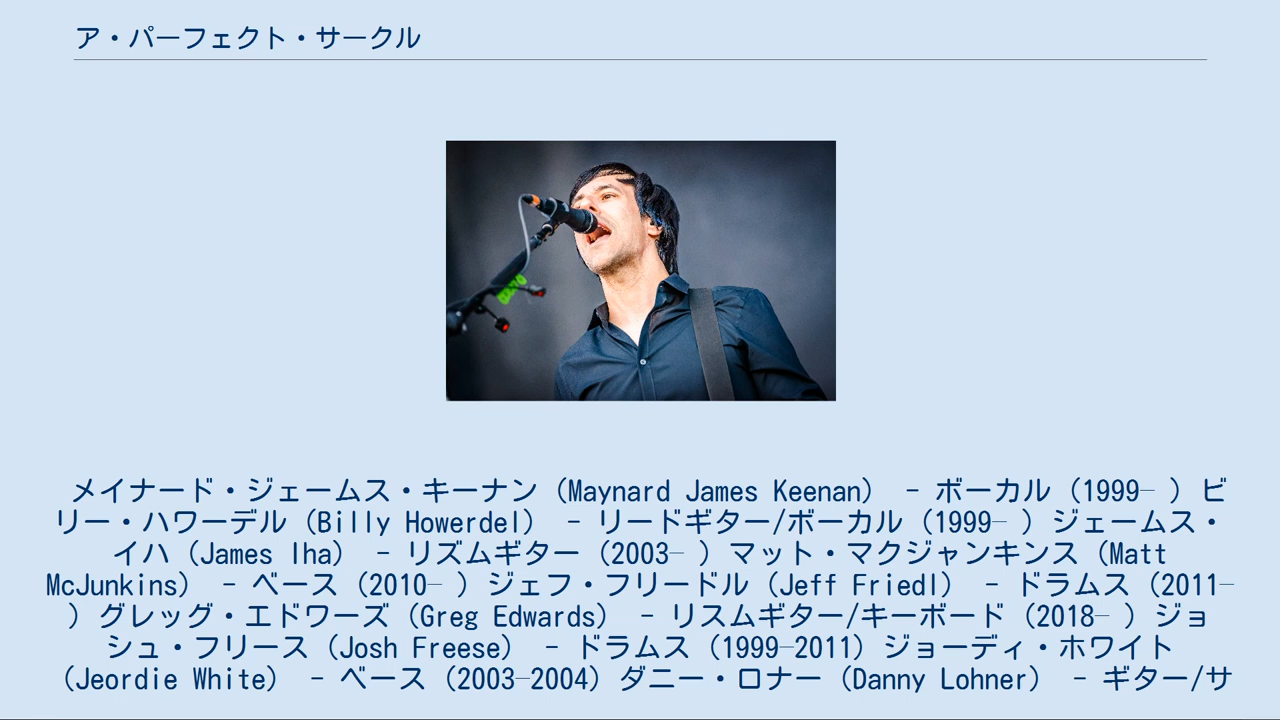 ア・パーフェクト・サークル
メイナード・ジェームス・キーナン（Maynard James Keenan） - ボーカル（1999– ）ビ
リー・ハワーデル（Billy Howerdel） - リードギター/ボーカル（1999– ）ジェームス・
イハ（James Iha） - リズムギター（2003– ）マット・マクジャンキンス（Matt
McJunkins） - ベース（2010– ）ジェフ・フリードル（Jeff Friedl） - ドラムス（2011–
）グレッグ・エドワーズ（Greg Edwards） - リスムギター/キーボード（2018– ）ジョ
シュ・フリース（Josh Freese） - ドラムス（1999–2011）ジョーディ・ホワイト
（Jeordie White） - ベース（2003–2004）ダニー・ロナー（Danny Lohner） - ギター/サ